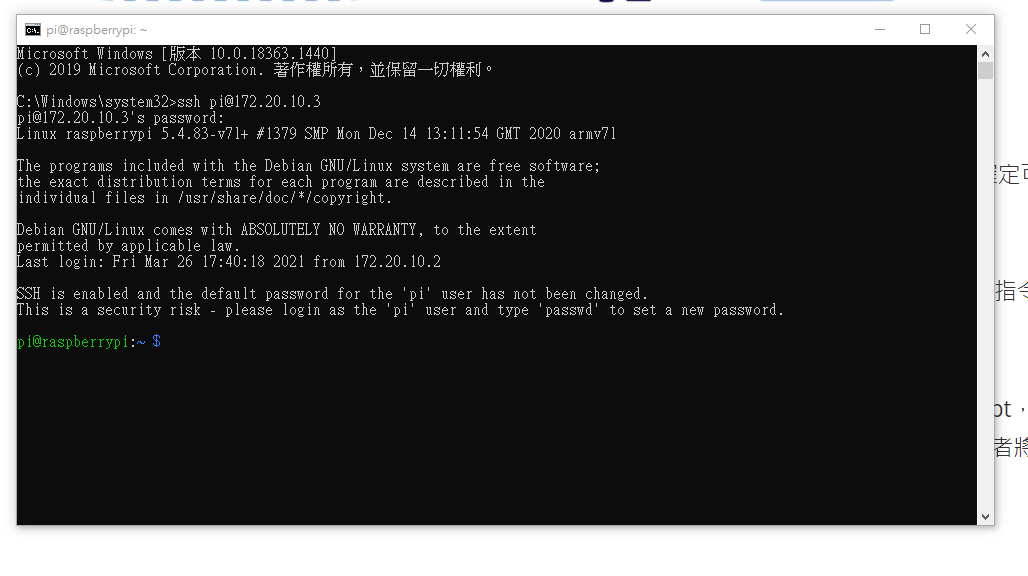 pi@raspberrypi: ~
Microsoft Windows [版本 10.0.18363.1440]
(c) 2019 Microsoft Corporation. 著作權所有，並保留一切權利。
C:\Windows\system32>ssh pi@172.20.10.3
pi@172.20.10.3's password:
Linux raspberrypi 5.4.83-v7l+ #1379 SMP Mon Dec 14 13:11:54 GMT 2020 armv7l
The programs included with the Debian GNU/Linux system are free software;
the exact distribution terms for each program are described in the
individual files in /usr/share/doc/*/copyright.
Debian GNU/Linux comes with ABSOLUTELY NO WARRANTY, to the extent
permitted by applicable law.
Last login: Fri Mar 26 17:40:18 2021 from 172.20.10.2
SSH is enabled and the default password for the 'pi' user has not been changed.
This is a security risk - please login as the 'pi' user and type 'passwd' to set a new password.
pi@raspberrypi:~ $
定
指令
pt，
者將